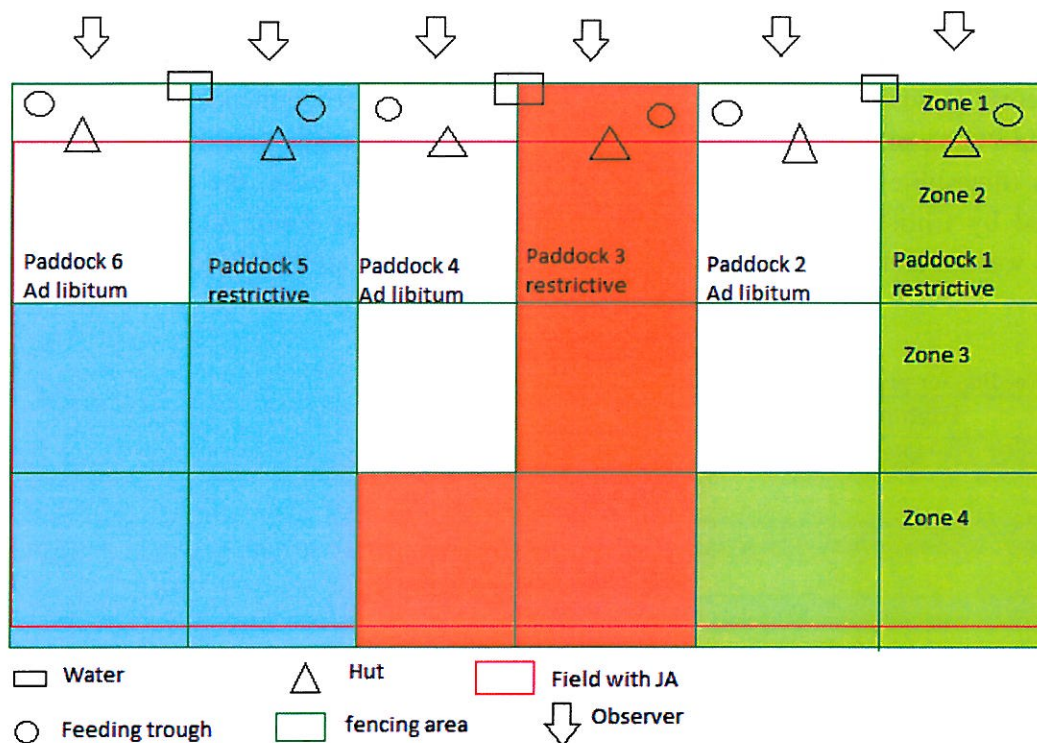 Zone 1
Zone 2
Paddock 6
Ad libitum
Paddock 5
restrictive
Paddock 4
Ad libitum
Paddock 3
restrictive
Paddock 2
Ad libitum
Paddock 1
restrictive
Zone 3
Zone 4
Water
Hut
Field with JA
Feeding trough
fencing area
Observer